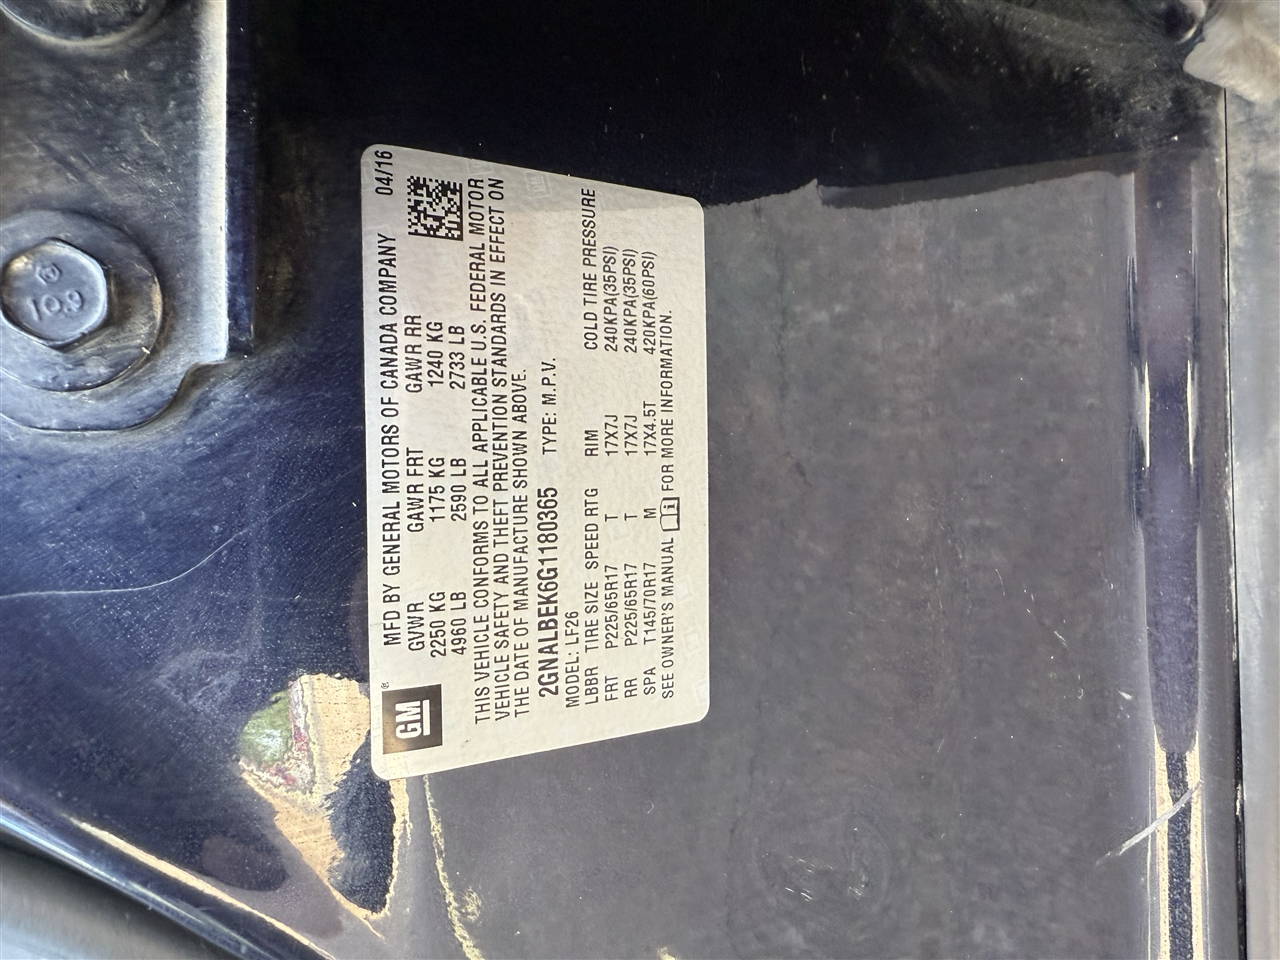 GM ®
MFD BY GENERAL MOTORS OF CANADA COMPANY 04/16
GVWR GAWR FRT GAWR RR
2250 KG 1175 KG 1240 KG
4960 LB 2590 LB 2733 LB
THIS VEHICLE CONFORMS TO ALL APPLICABLE U.S. FEDERAL MOTOR
VEHICLE SAFETY AND THEFT PREVENTION STANDARDS IN EFFECT ON
THE DATE OF MANUFACTURE SHOWN ABOVE.
2GNALBEK6G1180365 TYPE: M.P.V.
MODEL: LF26
LBBR TIRE SIZE SPEED RTG RIM COLD TIRE PRESSURE
FRT P225/65R17 T 17X7J 240KPA(35PSI)
RR P225/65R17 T 17X7J 240KPA(35PSI)
SPA T145/70R17 M 17X4.5T 420KPA(60PSI)
SEE OWNER'S MANUAL i FOR MORE INFORMATION.
10.9